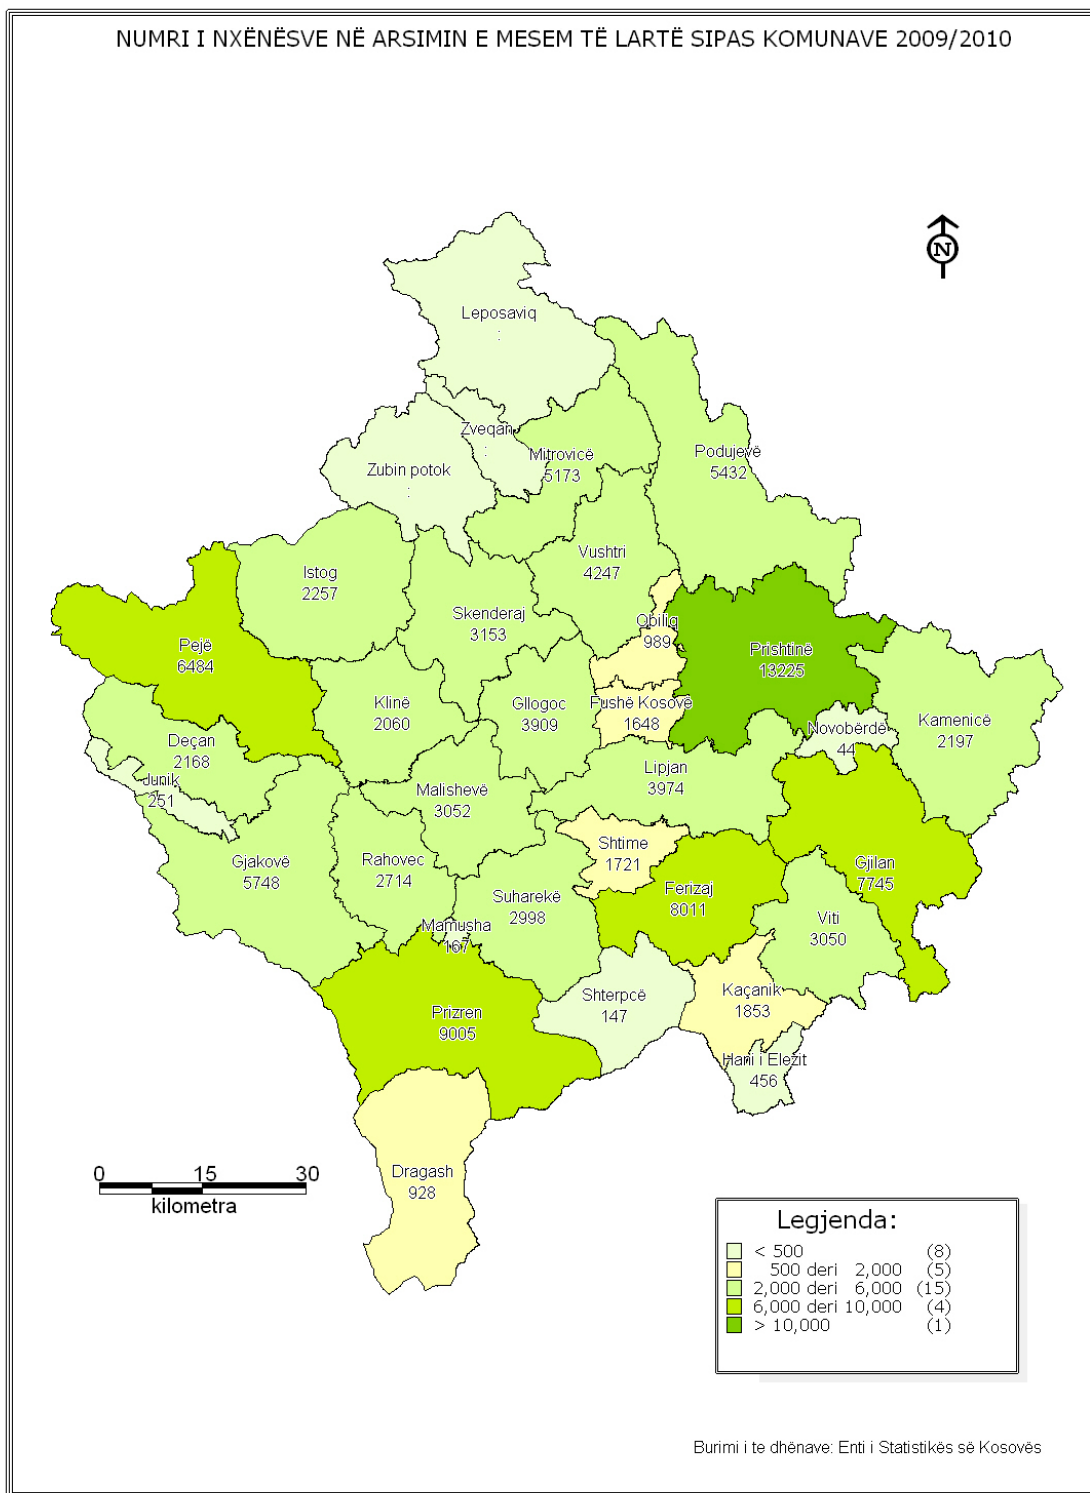 NUMRI I NXËNËSVE NË ARSIMIN E MESEM TË LARTË SIPAS KOMUNAVE 2009/2010
N
Leposaviq
:
Zveqan
:
Zubin potok
:
Mitrovicë
5173
Podujevë
5432
Vushtri
4247
Istog
2257
Skenderaj
3153
Obiliq
989
Pejë
6484
Prishtinë
13225
Klinë
2060
Gllogoc
3909
Fushë Kosovë
1648
Novobërdë
44
Kamenicë
2197
Deçan
2168
Junik
251
Malishevë
3052
Lipjan
3974
Shtime
1721
Gjakovë
5748
Rahovec
2714
Gjilan
7745
Suharekë
2998
Ferizaj
8011
Mamusha
167
Viti
3050
Shterpcë
147
Kaçanik
1853
Prizren
9005
Hani i Elezit
456
Dragash
928
0 15 30
kilometra
Legjenda:
< 500 (8)
500 deri 2,000 (5)
2,000 deri 6,000 (15)
6,000 deri 10,000 (4)
> 10,000 (1)
Burimi i te dhënave: Enti i Statistikës së Kosovës